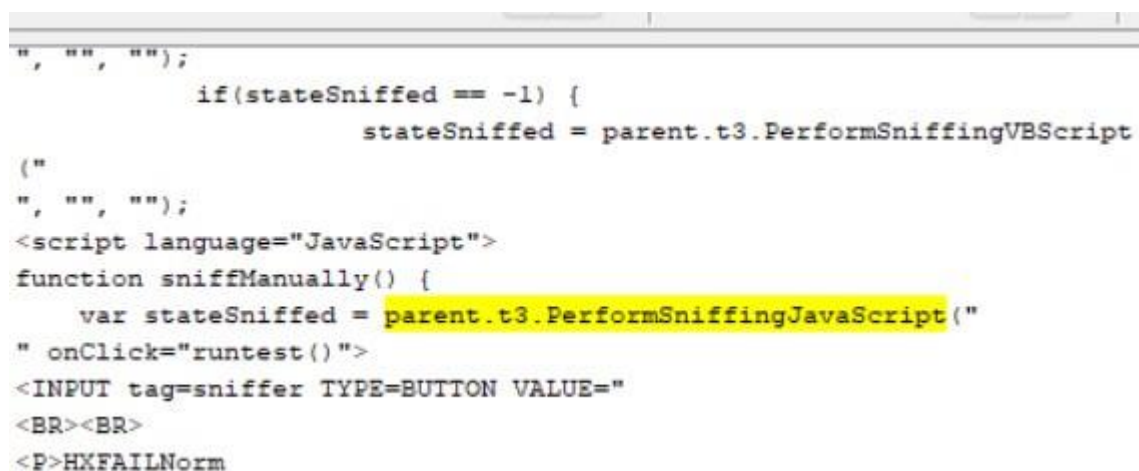 ", "", "");
if(stateSniffed == -1) {
stateSniffed = parent.t3.PerformSniffingVBScript
("
", "", "");
<script language="JavaScript">
function sniffManually() {
var stateSniffed = parent.t3.PerformSniffingJavaScript("
" onClick="runtest()">
<INPUT tag=sniffer TYPE=BUTTON VALUE="
<BR><BR>
<P>HXFAILNorm